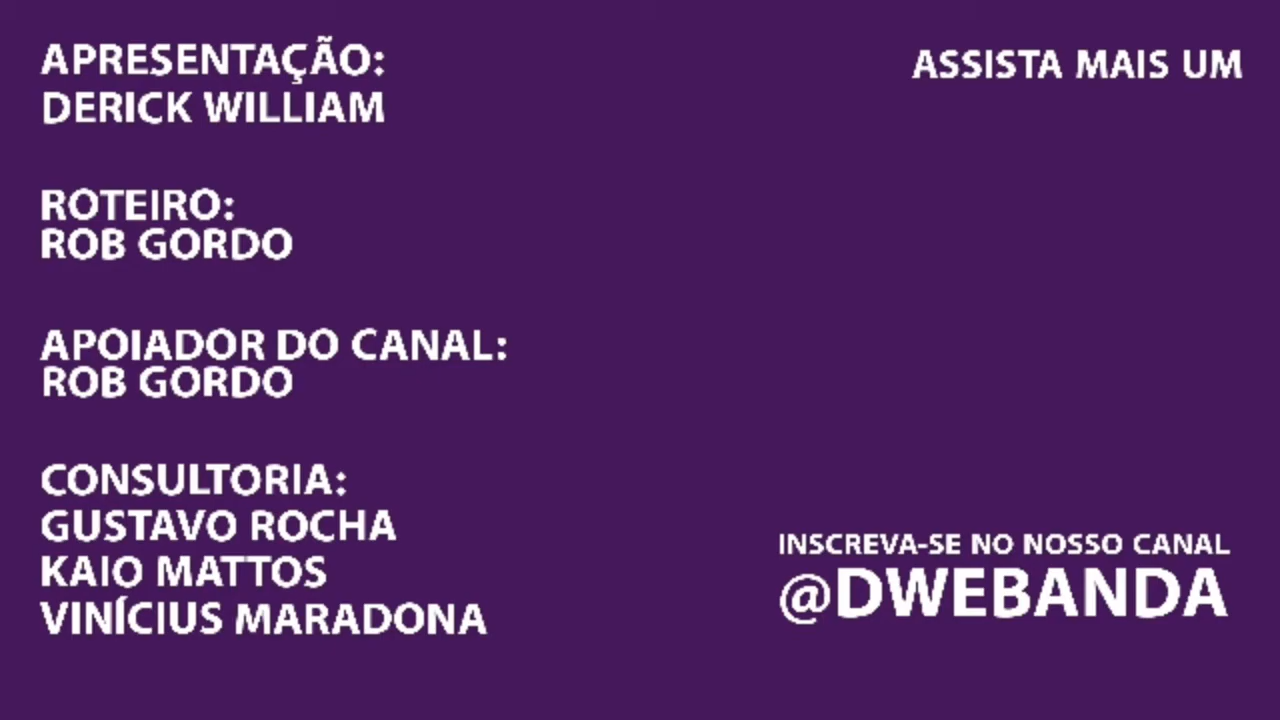 APRESENTAÇÃO:
DERICK WILLIAM
ROTEIRO:
ROB GORDO
APOIADOR DO CANAL:
ROB GORDO
CONSULTORIA:
GUSTAVO ROCHA
KAIO MATTOS
VINÍCIUS MARADONA
ASSISTA MAIS UM
INSCREVA-SE NO NOSSO CANAL
@DWEBANDA